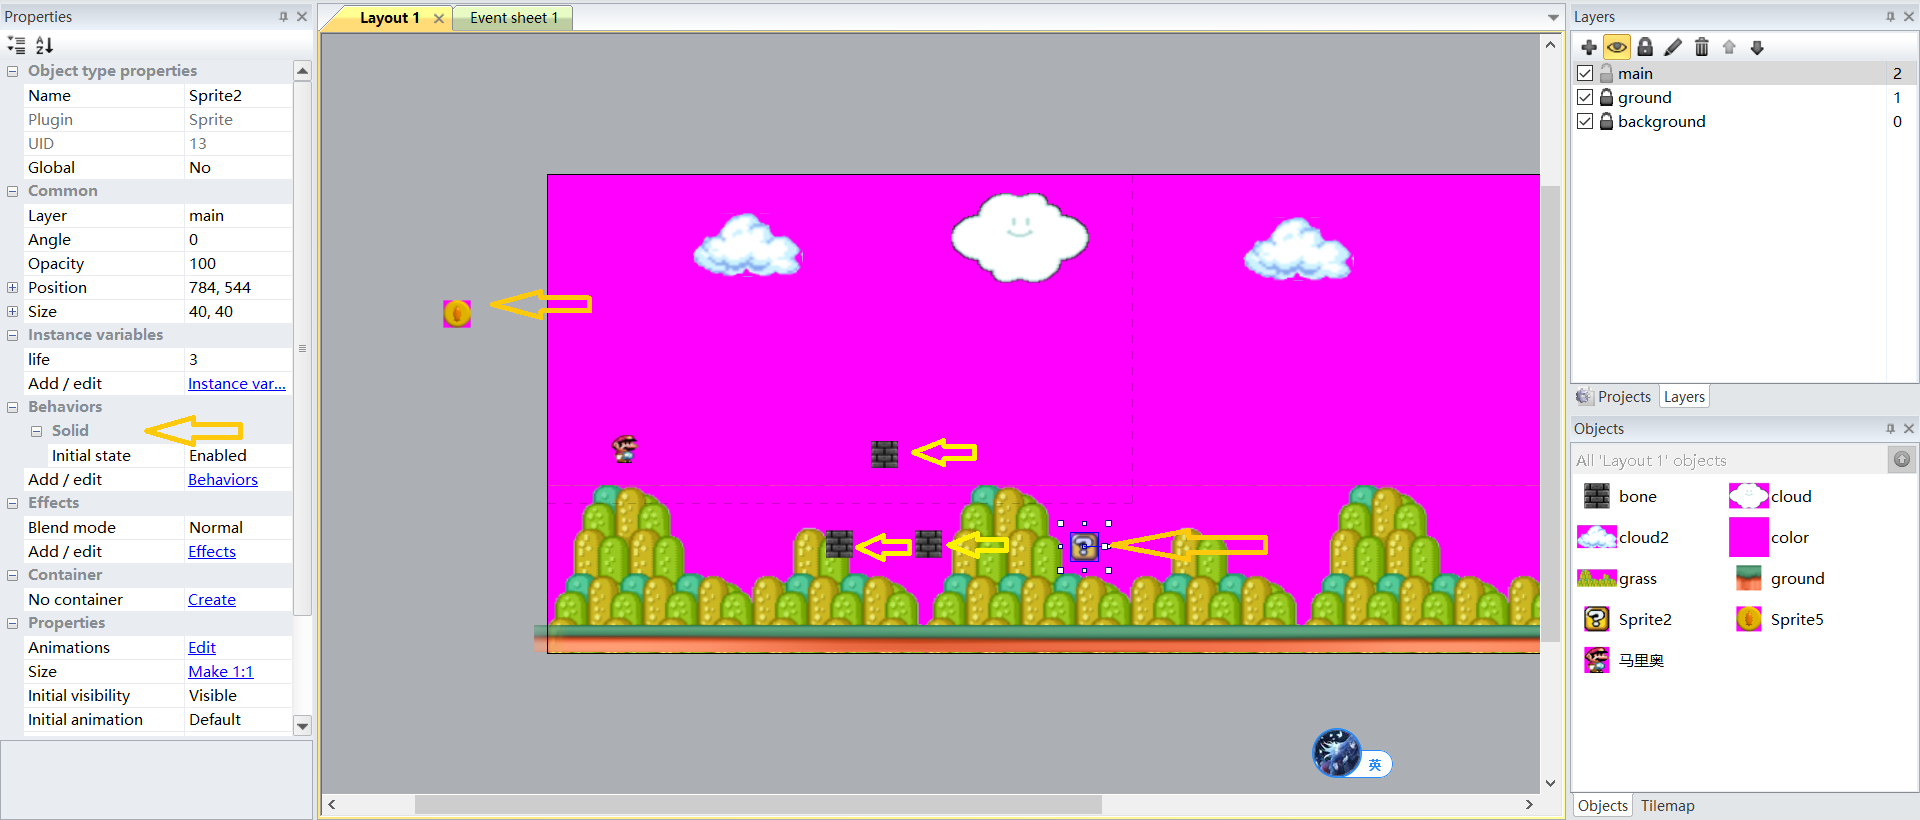 Properties
Object type properties
Name Sprite2
Plugin Sprite
UID 13
Global No
Common
Layer main
Angle 0
Opacity 100
Position 784, 544
Size 40, 40
Instance variables
life 3
Add / edit Instance var...
Behaviors
Solid
Initial state Enabled
Add / edit Behaviors
Effects
Blend mode Normal
Add / edit Effects
Container
No container Create
Properties
Animations Edit
Size Make 1:1
Initial visibility Visible
Initial animation Default
Layout 1
Event sheet 1
英
Layers
main 2
ground 1
background 0
Projects Layers
Objects
All 'Layout 1' objects
bone cloud
cloud2 color
grass ground
Sprite2 Sprite5
马里奥
Objects Tilemap